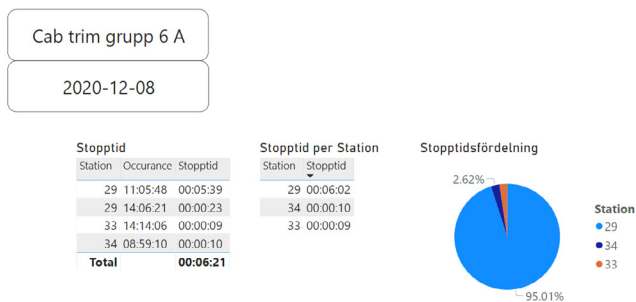 Cab trim grupp 6 A
2020-12-08
Stopptid
Station Occurance Stopptid
29 11:05:48 00:05:39
29 14:06:21 00:00:23
33 14:14:06 00:00:09
34 08:59:10 00:00:10
Total 00:06:21
Stopptid per Station
Station Stopptid
29 00:06:02
34 00:00:10
33 00:00:09
Stopptidsfördelning
2.62%
95.01%
Station
29
34
33